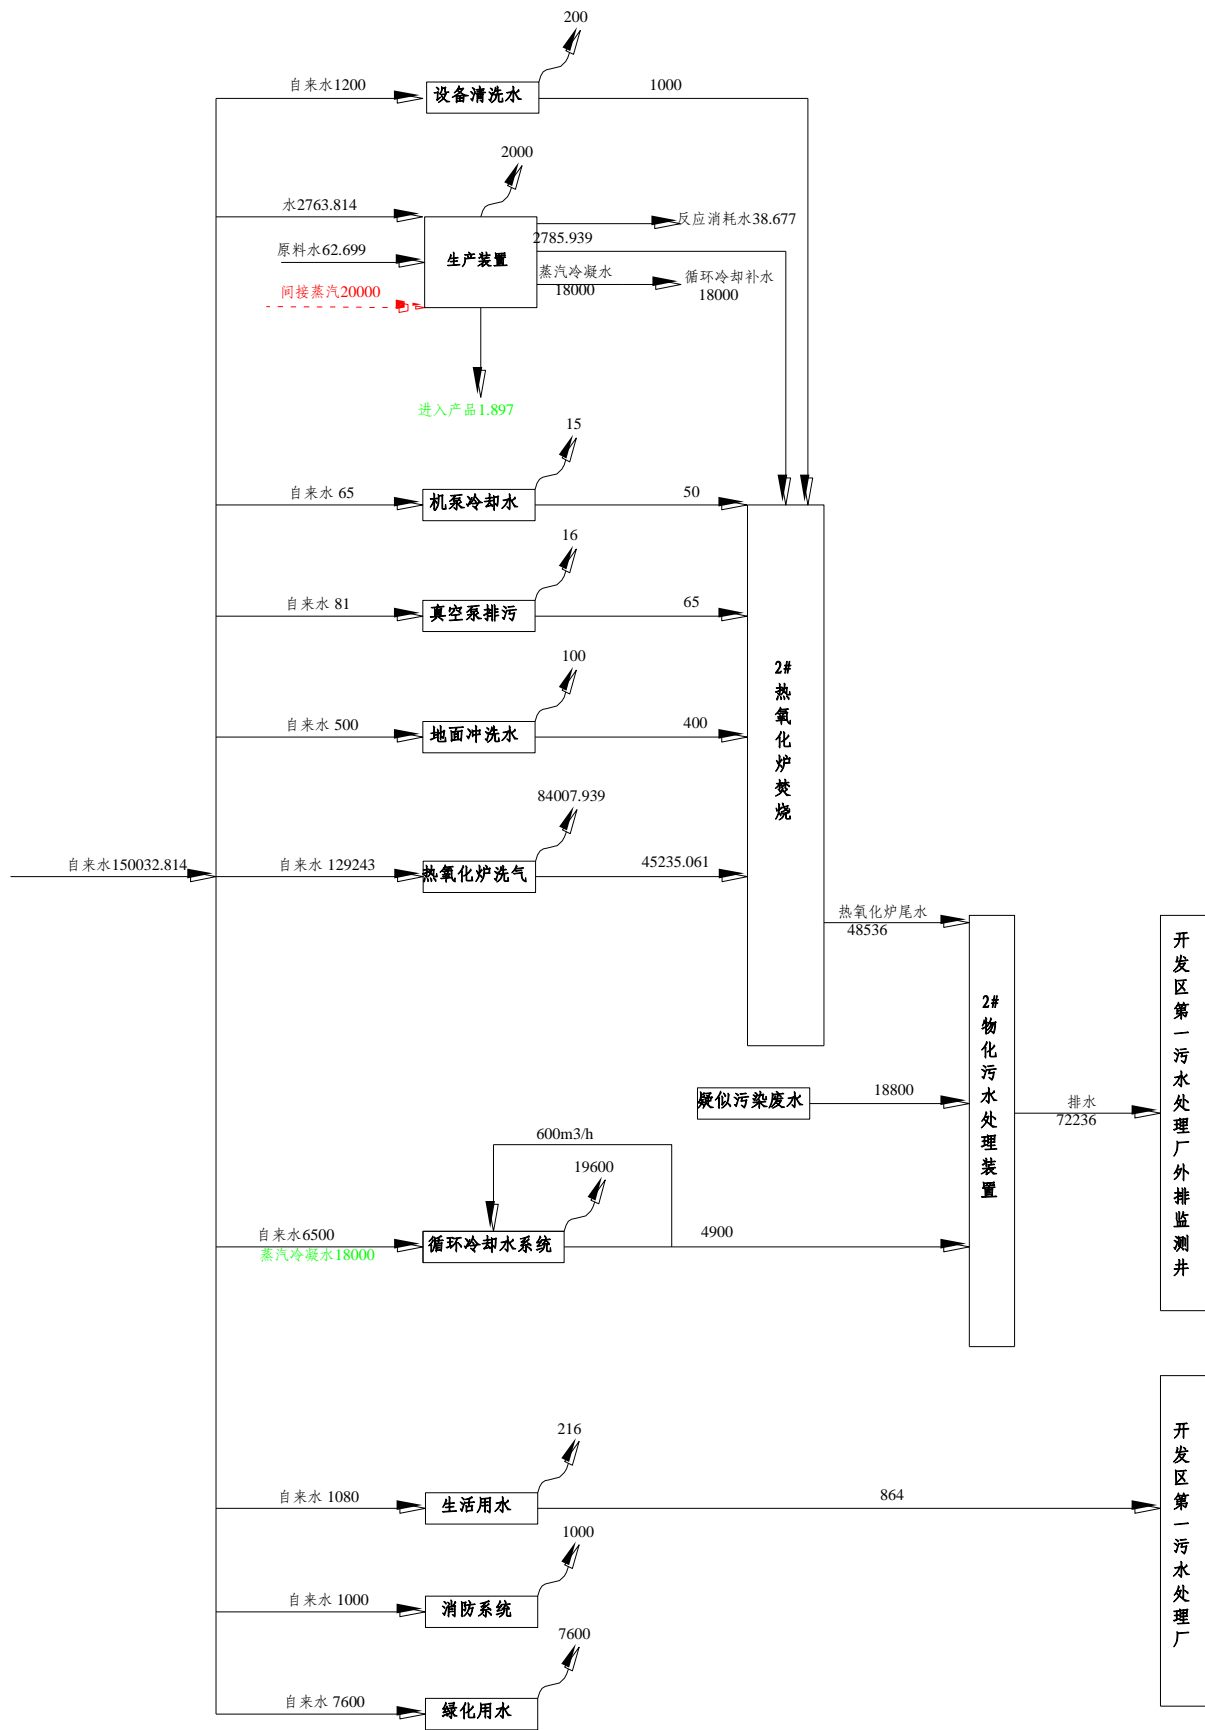 200
自来水1200
设备清洗水
1000
2000
水2763.814
反应消耗水38.677
2785.939
原料水62.699
生产装置
蒸汽冷凝水
18000
循环冷却补水
18000
间接蒸汽20000
进入产品1.897
15
自来水 65
机泵冷却水
50
16
自来水 81
真空泵排污
65
100
自来水 500
地面冲洗水
400
2#
热氧化炉焚烧
84007.939
自来水150032.814
自来水 129243
热氧化炉洗气
45235.061
热氧化炉尾水
48536
2#
物化污水处理装置
开发区第一污水处理厂外排监测井
疑似污染废水
18800
排水
72236
600m3/h
19600
自来水6500
蒸汽冷凝水18000
循环冷却水系统
4900
216
自来水 1080
生活用水
864
开发区第一污水处理厂
1000
自来水 1000
消防系统
7600
自来水 7600
绿化用水